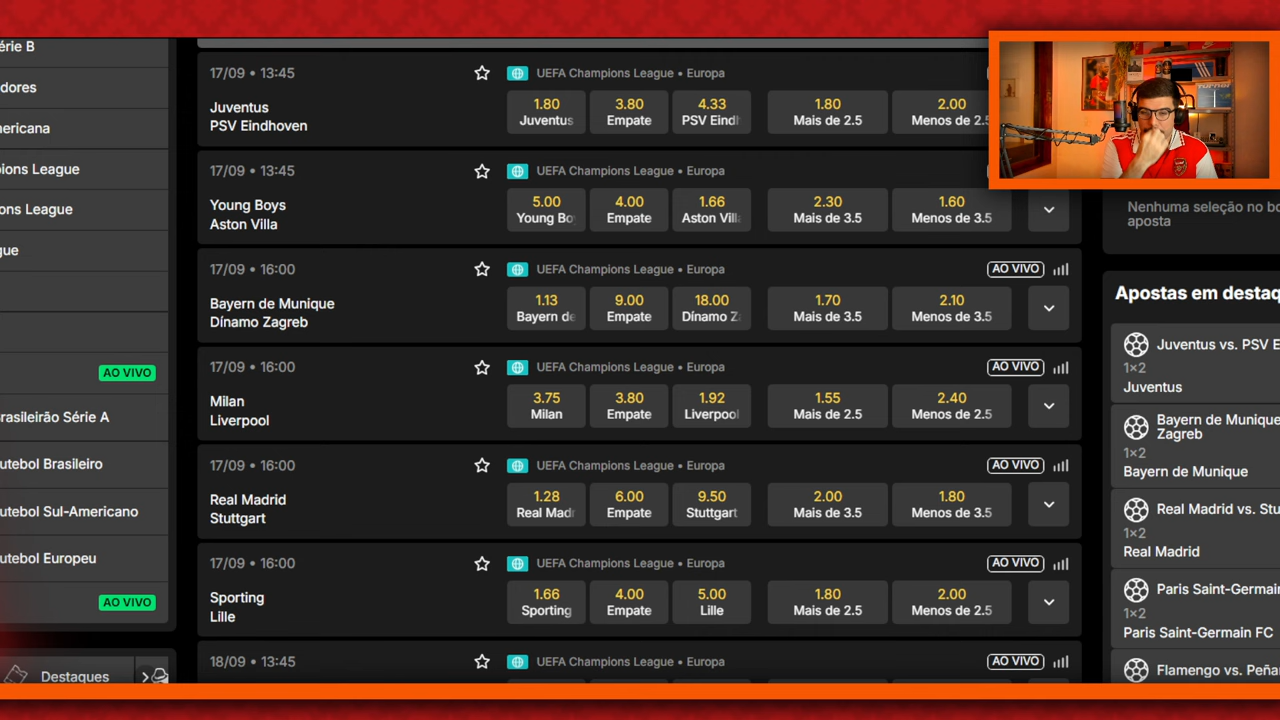 érie B
dores
nericana
ions League
ons League
gue
AO VIVO
rasileirão Série A
utebol Brasileiro
utebol Sul-Americano
utebol Europeu
AO VIVO
Destaques
17/09 • 13:45
UEFA Champions League • Europa
Juventus
PSV Eindhoven
1.80 3.80 4.33 1.80 2.00
Juventus Empate PSV Eindh Mais de 2.5 Menos de 2.5
17/09 • 13:45
UEFA Champions League • Europa
Young Boys
Aston Villa
5.00 4.00 1.66 2.30 1.60
Young Bo Empate Aston Vill Mais de 3.5 Menos de 3.5
17/09 • 16:00
UEFA Champions League • Europa AO VIVO
Bayern de Munique
Dínamo Zagreb
1.13 9.00 18.00 1.70 2.10
Bayern de Empate Dínamo Z Mais de 3.5 Menos de 3.5
17/09 • 16:00
UEFA Champions League • Europa AO VIVO
Milan
Liverpool
3.75 3.80 1.92 1.55 2.40
Milan Empate Liverpool Mais de 2.5 Menos de 2.5
17/09 • 16:00
UEFA Champions League • Europa AO VIVO
Real Madrid
Stuttgart
1.28 6.00 9.50 2.00 1.80
Real Madr Empate Stuttgart Mais de 3.5 Menos de 3.5
17/09 • 16:00
UEFA Champions League • Europa AO VIVO
Sporting
Lille
1.66 4.00 5.00 1.80 2.00
Sporting Empate Lille Mais de 2.5 Menos de 2.5
18/09 • 13:45
UEFA Champions League • Europa AO VIVO
Nenhuma seleção no bo
aposta
Apostas em destaq
Juventus vs. PSV E
1×2
Juventus
Bayern de Munique
Zagreb
1×2
Bayern de Munique
Real Madrid vs. Stu
1×2
Real Madrid
Paris Saint-Germai
1×2
Paris Saint-Germain FC
Flamengo vs. Peña